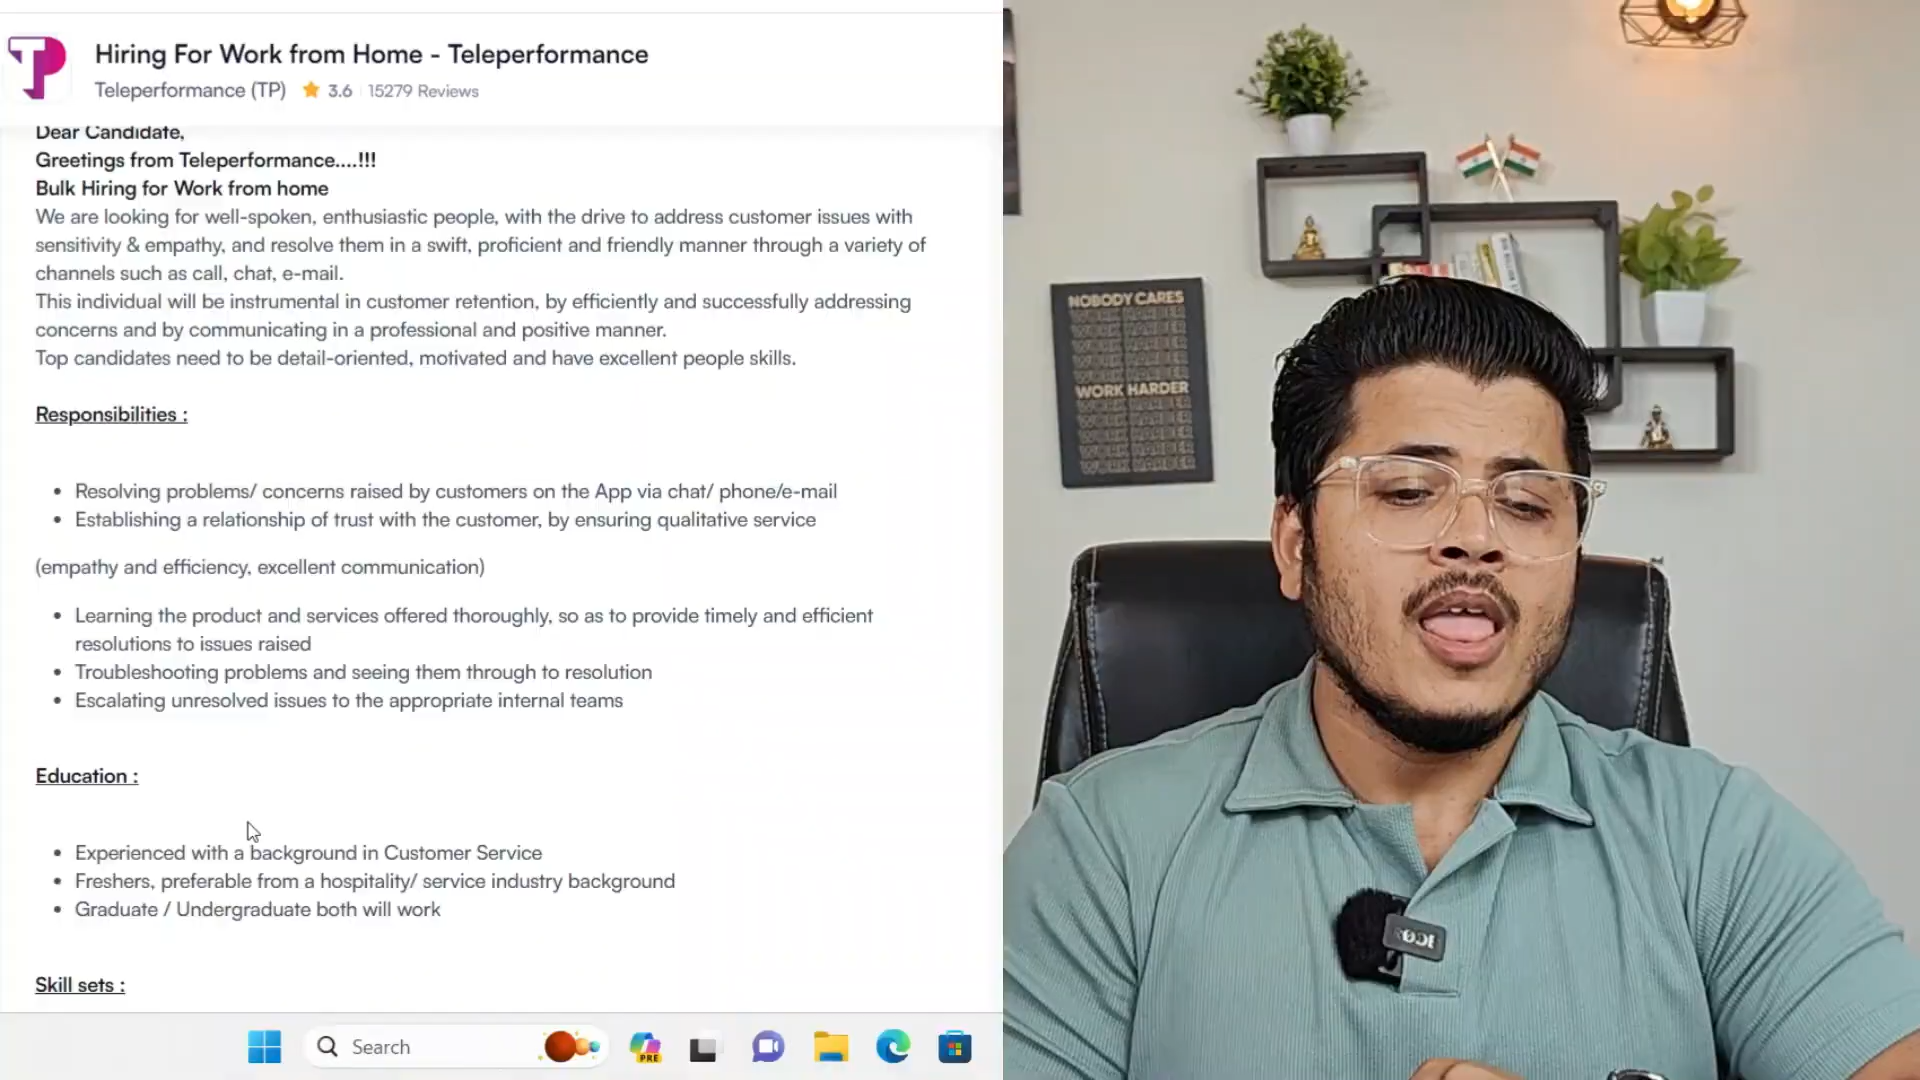 Hiring For Work from Home - Teleperformance
Teleperformance (TP) 3.6 15279 Reviews
Dear Candidate,
Greetings from Teleperformance....!!!
Bulk Hiring for Work from home
We are looking for well-spoken, enthusiastic people, with the drive to address customer issues with
sensitivity & empathy, and resolve them in a swift, proficient and friendly manner through a variety of
channels such as call, chat, e-mail.
This individual will be instrumental in customer retention, by efficiently and successfully addressing
concerns and by communicating in a professional and positive manner.
Top candidates need to be detail-oriented, motivated and have excellent people skills.
Responsibilities :
Resolving problems/ concerns raised by customers on the App via chat/ phone/e-mail
Establishing a relationship of trust with the customer, by ensuring qualitative service
(empathy and efficiency, excellent communication)
Learning the product and services offered thoroughly, so as to provide timely and efficient
resolutions to issues raised
Troubleshooting problems and seeing them through to resolution
Escalating unresolved issues to the appropriate internal teams
Education :
Experienced with a background in Customer Service
Freshers, preferable from a hospitality/ service industry background
Graduate / Undergraduate both will work
Skill sets :
Search
PRE
NOBODY CARES
WORK HARDER